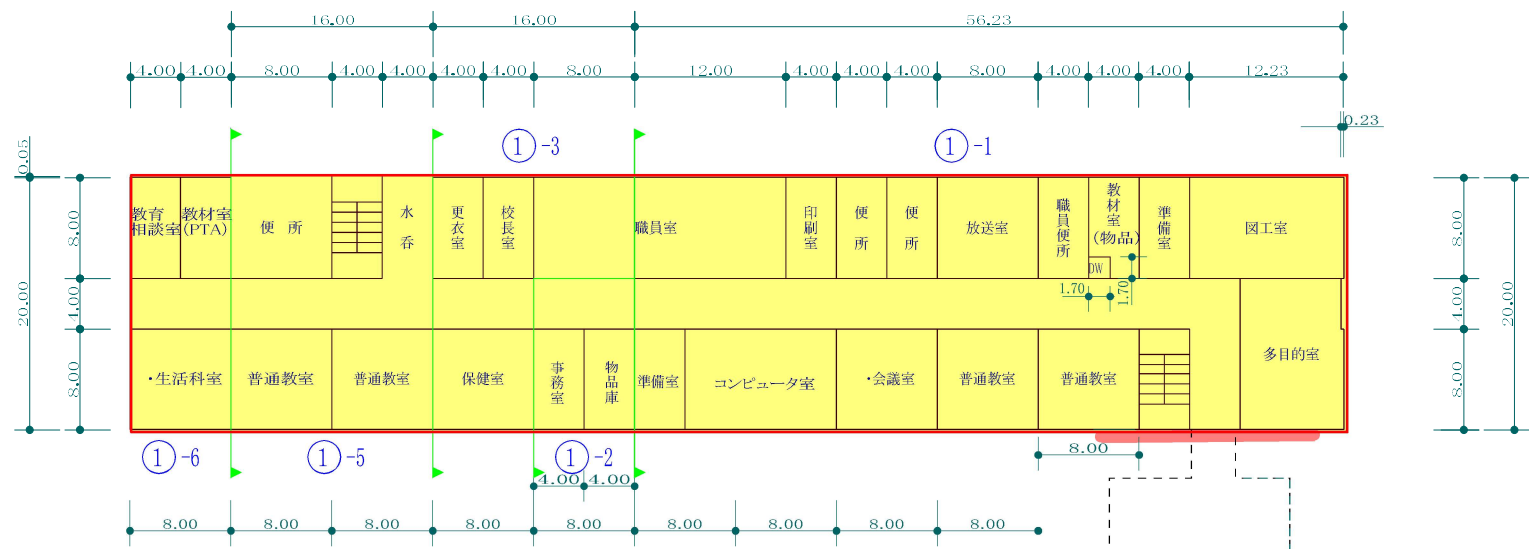 16.00 16.00 56.23
4.00 4.00 8.00 4.00 4.00 4.00 4.00 8.00 12.00 4.00 4.00 4.00 8.00 4.00 4.00 4.00 12.23
0.23
0.05
①-3 ①-1
教育相談室
教材室
(PTA)
便 所
水呑
更衣室
校長室
職員室
印刷室
便所
便所
放送室
職員便所
教材室
(物品)
準備室
図工室
DW
1.70
1.70
8.00
4.00
8.00
20.00
8.00
4.00
8.00
20.00
・生活科室
普通教室
普通教室
保健室
事務室
物品庫
準備室
コンピュータ室
・会議室
普通教室
普通教室
多目的室
①-6 ①-5 ①-2
8.00
4.00 4.00
8.00 8.00 8.00 8.00 8.00 8.00 8.00 8.00 8.00